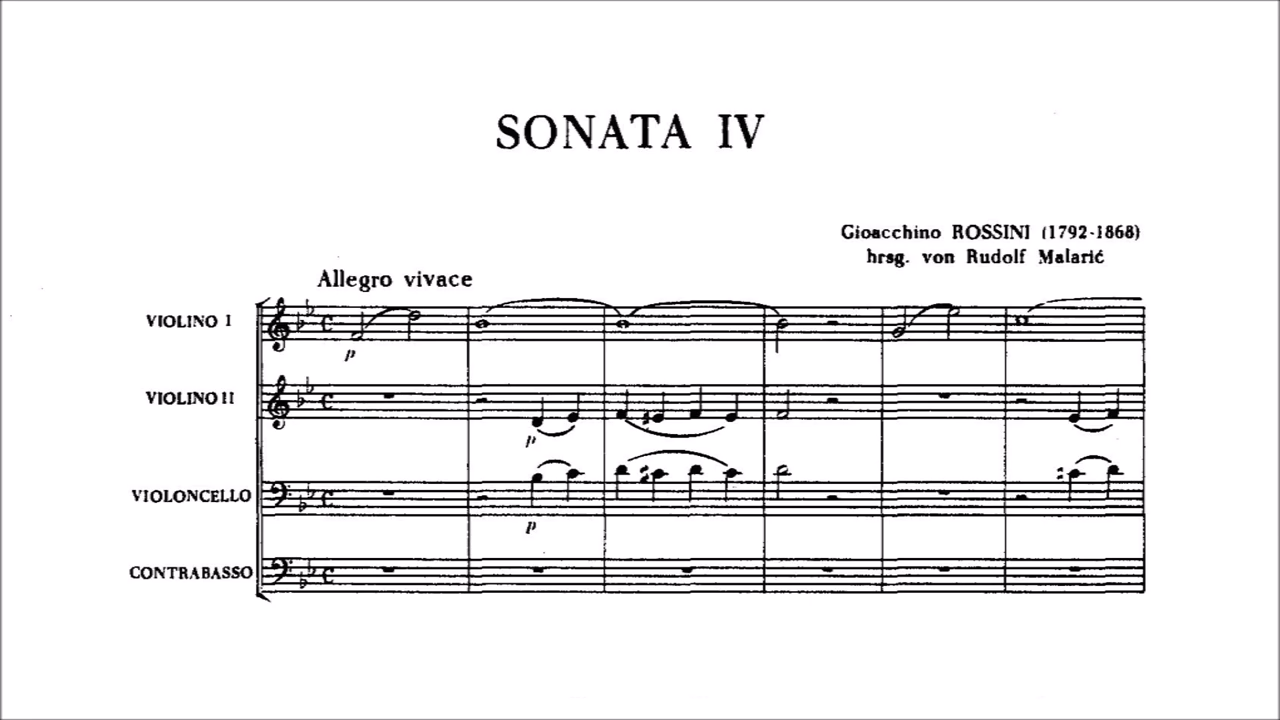 SONATA IV
Gioacchino ROSSINI (1792-1868)
hrsg. von Rudolf Malarić
Allegro vivace
VIOLINO I
p
VIOLINO II
p
VIOLONCELLO
p
CONTRABASSO